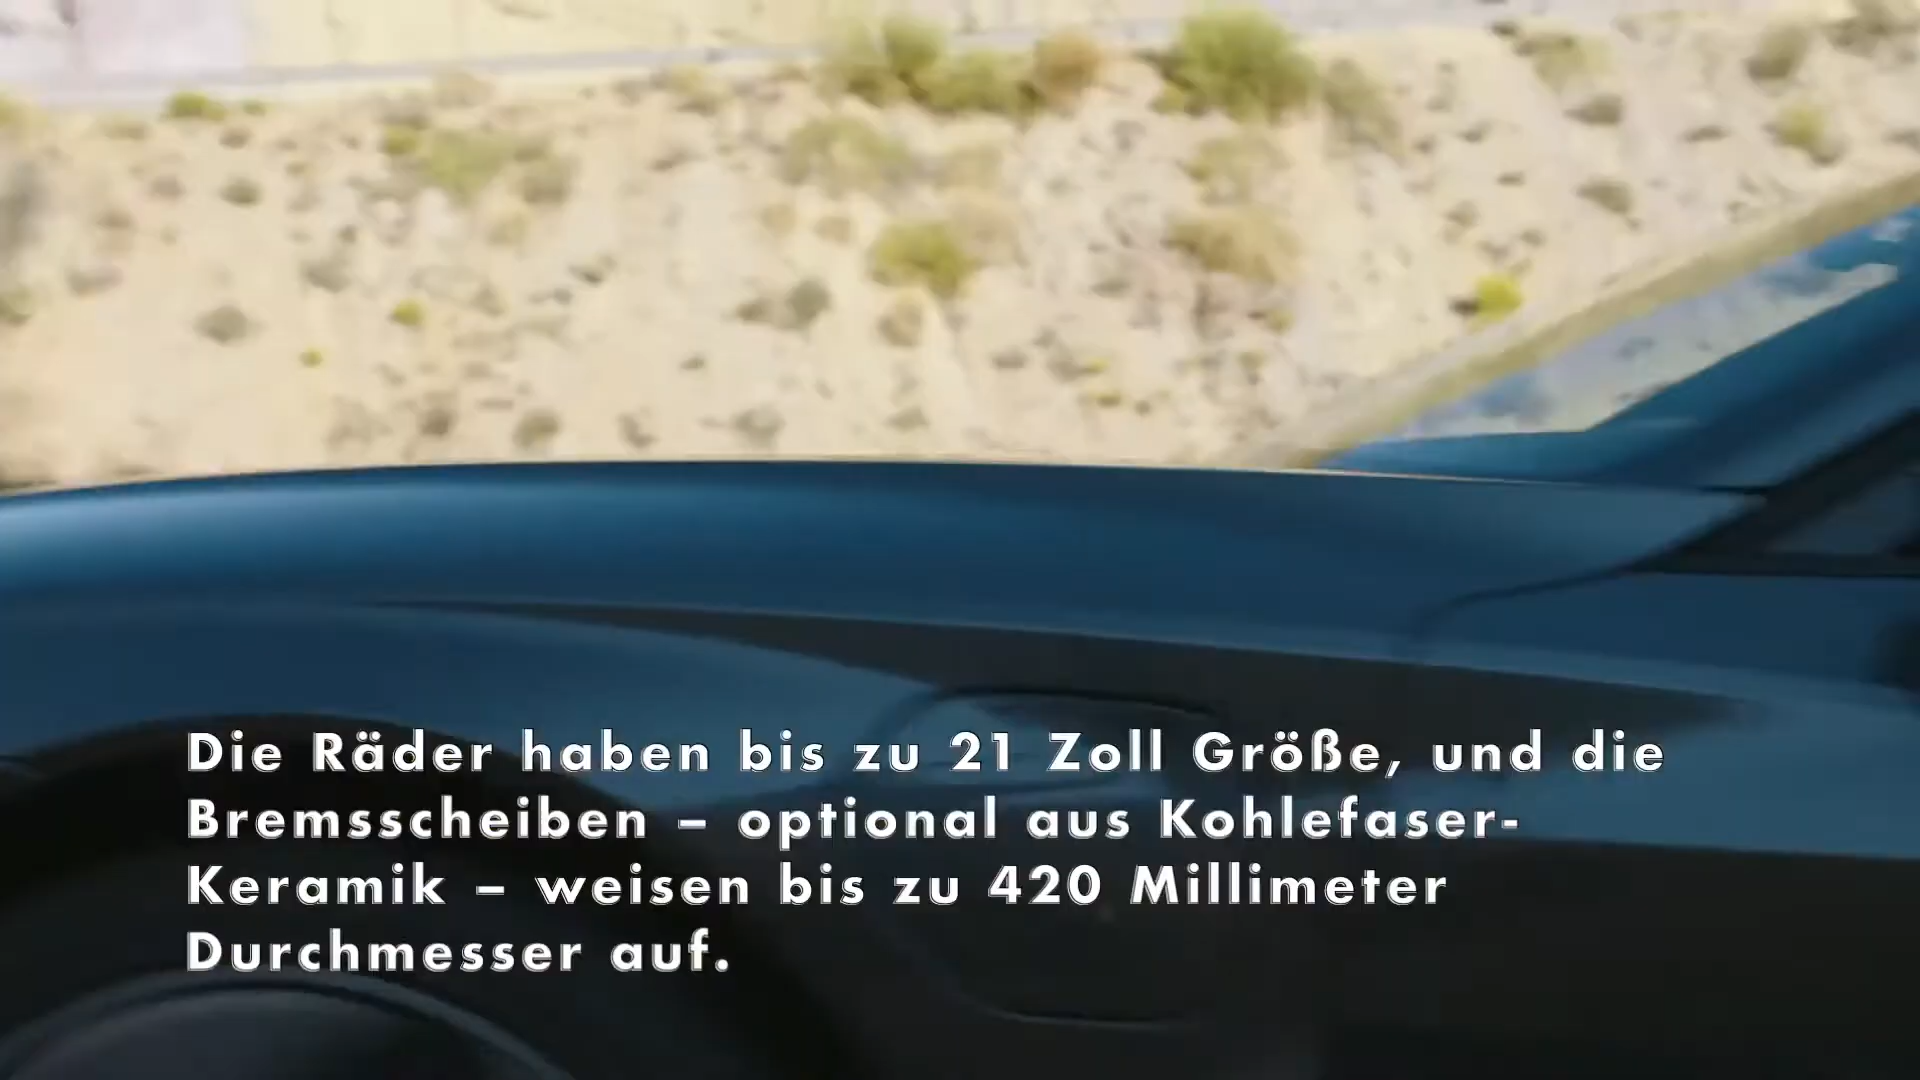 Die Räder haben bis zu 21 Zoll Größe, und die
Bremsscheiben – optional aus Kohlefaser-
Keramik – weisen bis zu 420 Millimeter
Durchmesser auf.